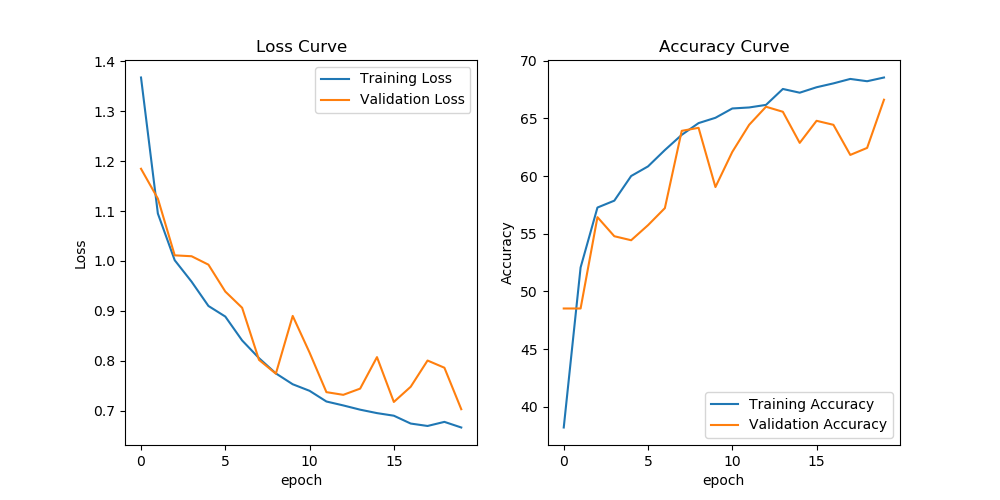 Loss Curve
1.4
1.3
1.2
1.1
1.0
0.9
0.8
0.7
Loss
0 5 10 15
epoch
Training Loss
Validation Loss
Accuracy Curve
70
65
60
55
50
45
40
Accuracy
0 5 10 15
epoch
Training Accuracy
Validation Accuracy